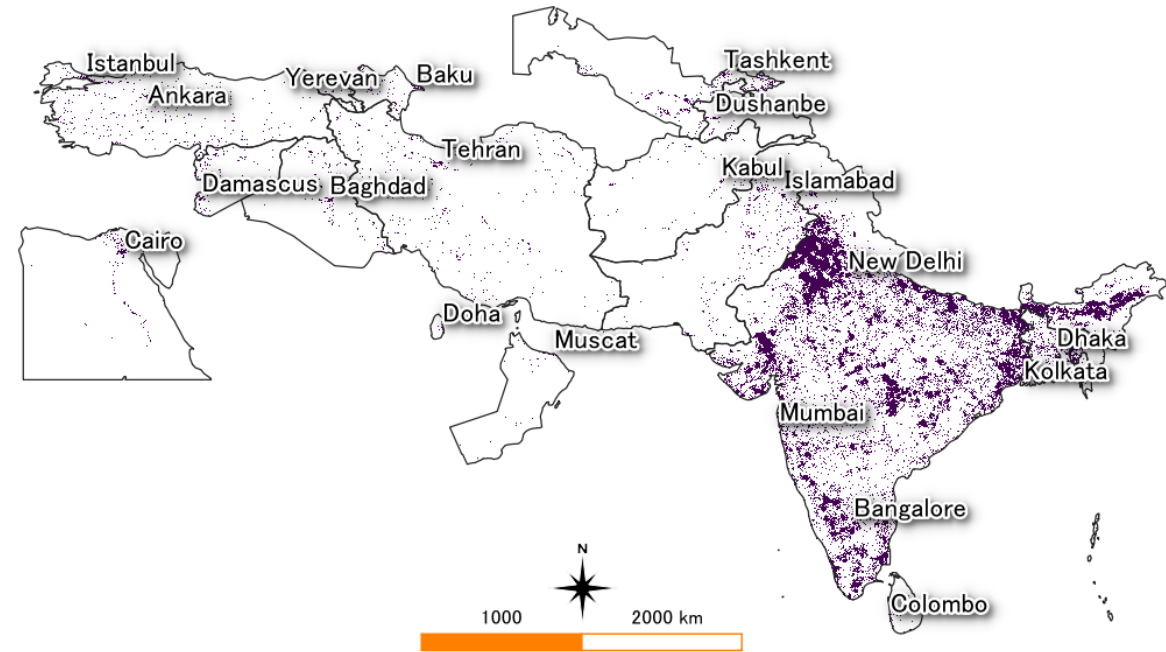 Istanbul
Ankara
Yerevan
Baku
Tashkent
Dushanbe
Tehran
Damascus
Baghdad
Kabul
Islamabad
Cairo
New Delhi
Doha
Muscat
Dhaka
Kolkata
Mumbai
Bangalore
Colombo
N
1000 2000 km